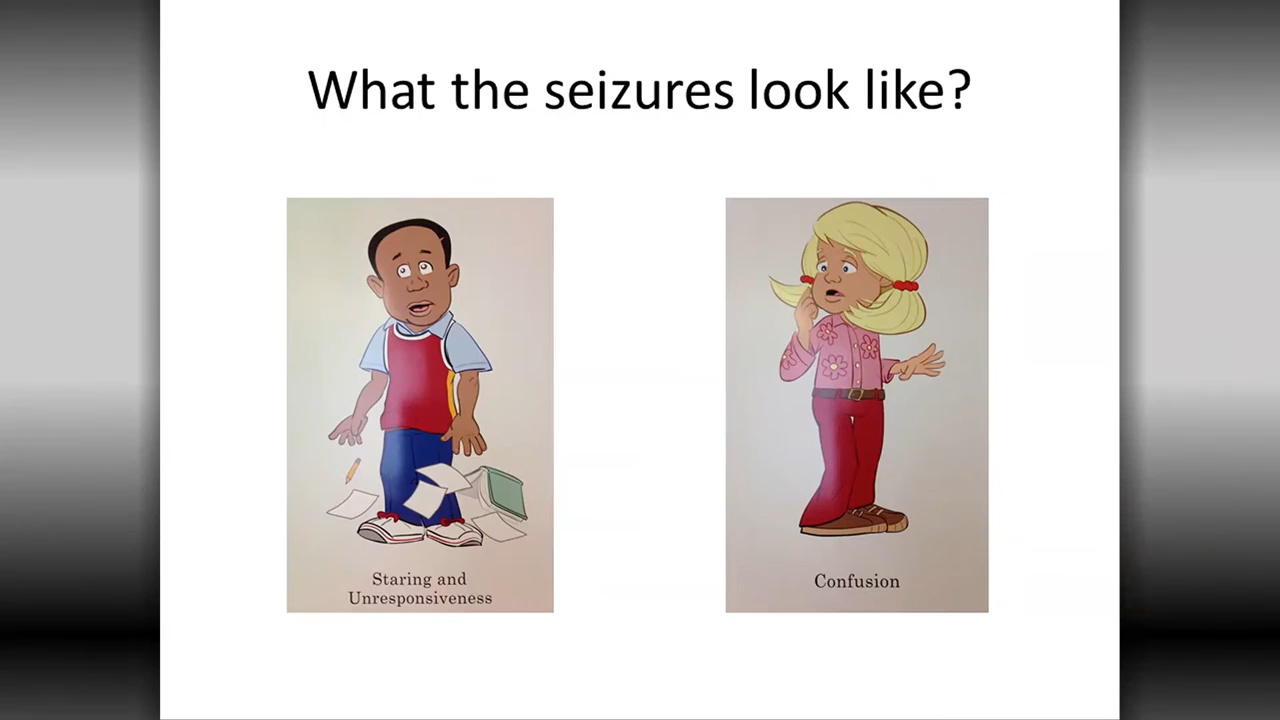 What the seizures look like?
Staring and
Unresponsiveness
Confusion